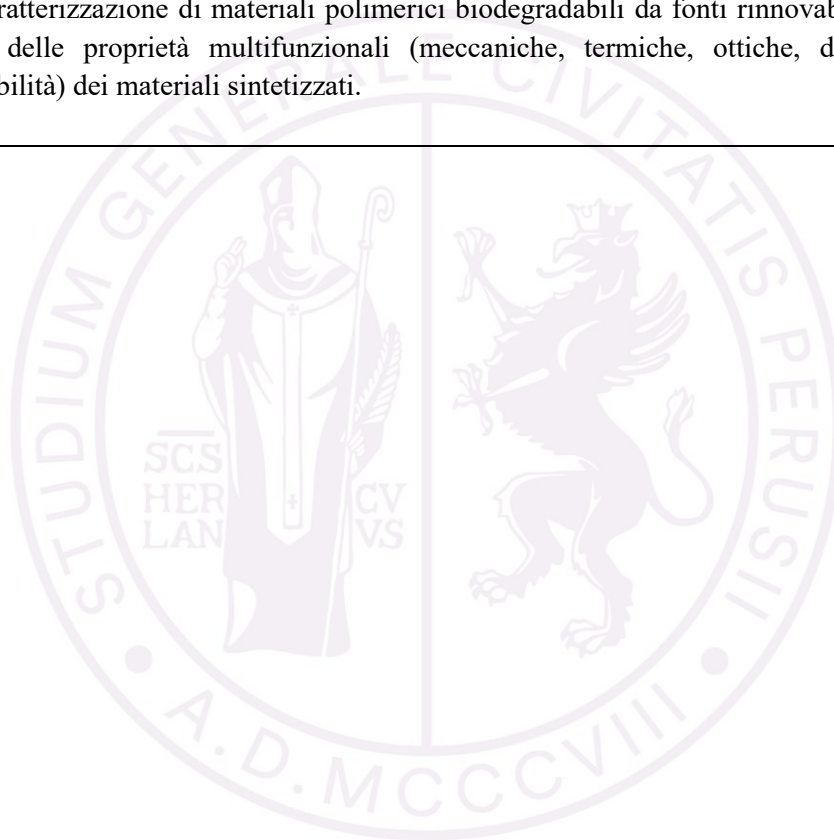 ratterizzazione di materiali polimerici biodegradabili da fonti rinnovab
delle proprietà multifunzionali (meccaniche, termiche, ottiche, d
bilità) dei materiali sintetizzati.
STUDIUM GENERALE CIVITATIS PERUSII
SCS
HER
LAN
CV
VS
• A.D. MCCCVIII •